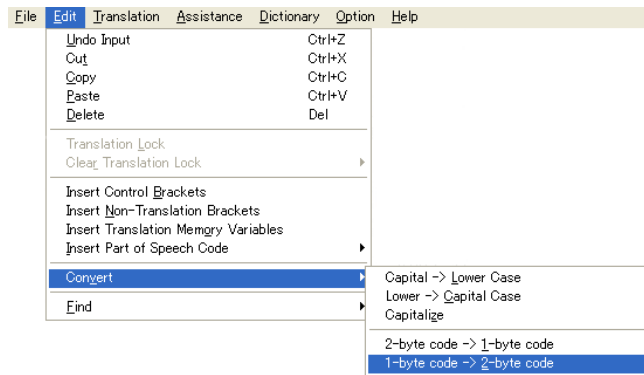 File Edit Translation Assistance Dictionary Option Help
Undo Input Ctrl+Z
Cut Ctrl+X
Copy Ctrl+C
Paste Ctrl+V
Delete Del
Translation Lock
Clear Translation Lock
Insert Control Brackets
Insert Non-Translation Brackets
Insert Translation Memory Variables
Insert Part of Speech Code
Convert
Find
Capital -> Lower Case
Lower -> Capital Case
Capitalize
2-byte code -> 1-byte code
1-byte code -> 2-byte code